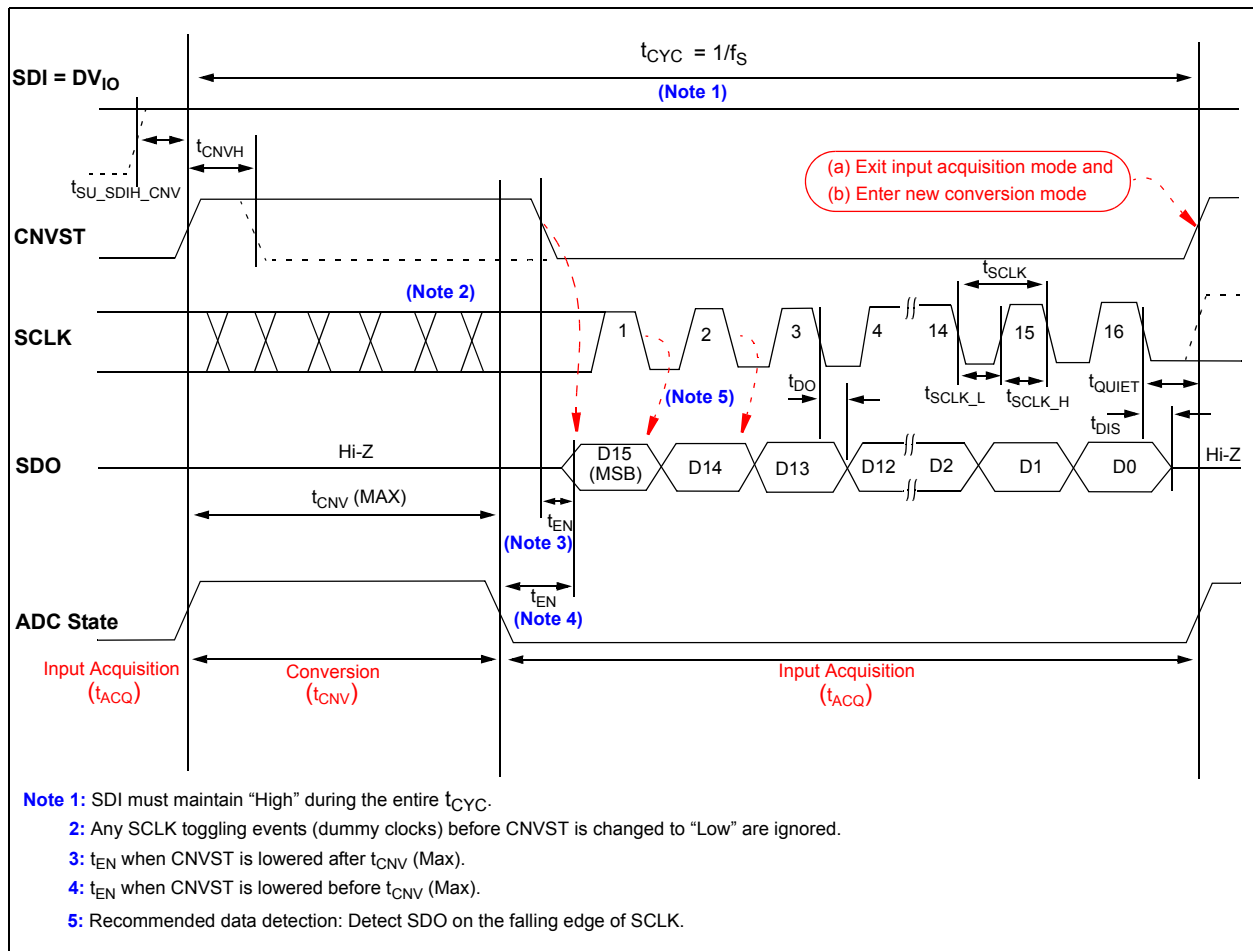 tCYC = 1/fS
SDI = DVIO
(Note 1)
tCNVH
tSU_SDIH_CNV
(a) Exit input acquisition mode and
(b) Enter new conversion mode
CNVST
tSCLK
(Note 2)
SCLK
1 2 3 4 14 15 16
tDO
(Note 5)
tSCLK_L tSCLK_H
tQUIET
tDIS
SDO
Hi-Z
D15
(MSB)
D14 D13 D12 D2 D1 D0
Hi-Z
tCNV (MAX)
tEN
(Note 3)
tEN
(Note 4)
ADC State
Input Acquisition
(tACQ)
Conversion
(tCNV)
Input Acquisition
(tACQ)
Note 1: SDI must maintain “High” during the entire tCYC.
2: Any SCLK toggling events (dummy clocks) before CNVST is changed to “Low” are ignored.
3: tEN when CNVST is lowered after tCNV (Max).
4: tEN when CNVST is lowered before tCNV (Max).
5: Recommended data detection: Detect SDO on the falling edge of SCLK.